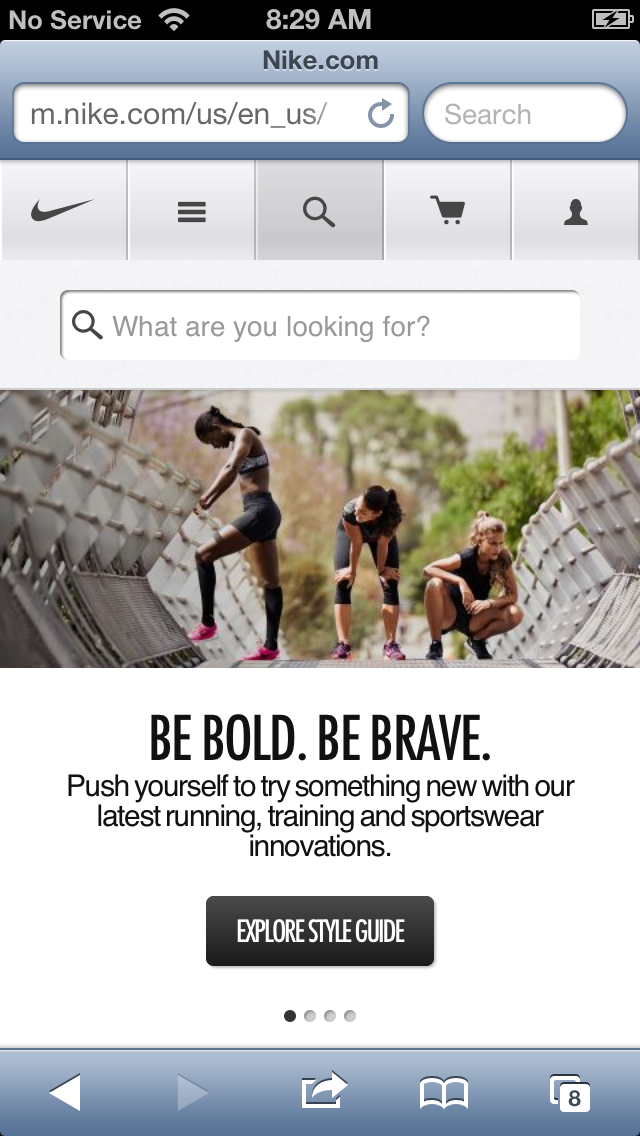 No Service 8:29 AM
Nike.com
m.nike.com/us/en_us/ Search
What are you looking for?
BE BOLD. BE BRAVE.
Push yourself to try something new with our
latest running, training and sportswear
innovations.
EXPLORE STYLE GUIDE
8